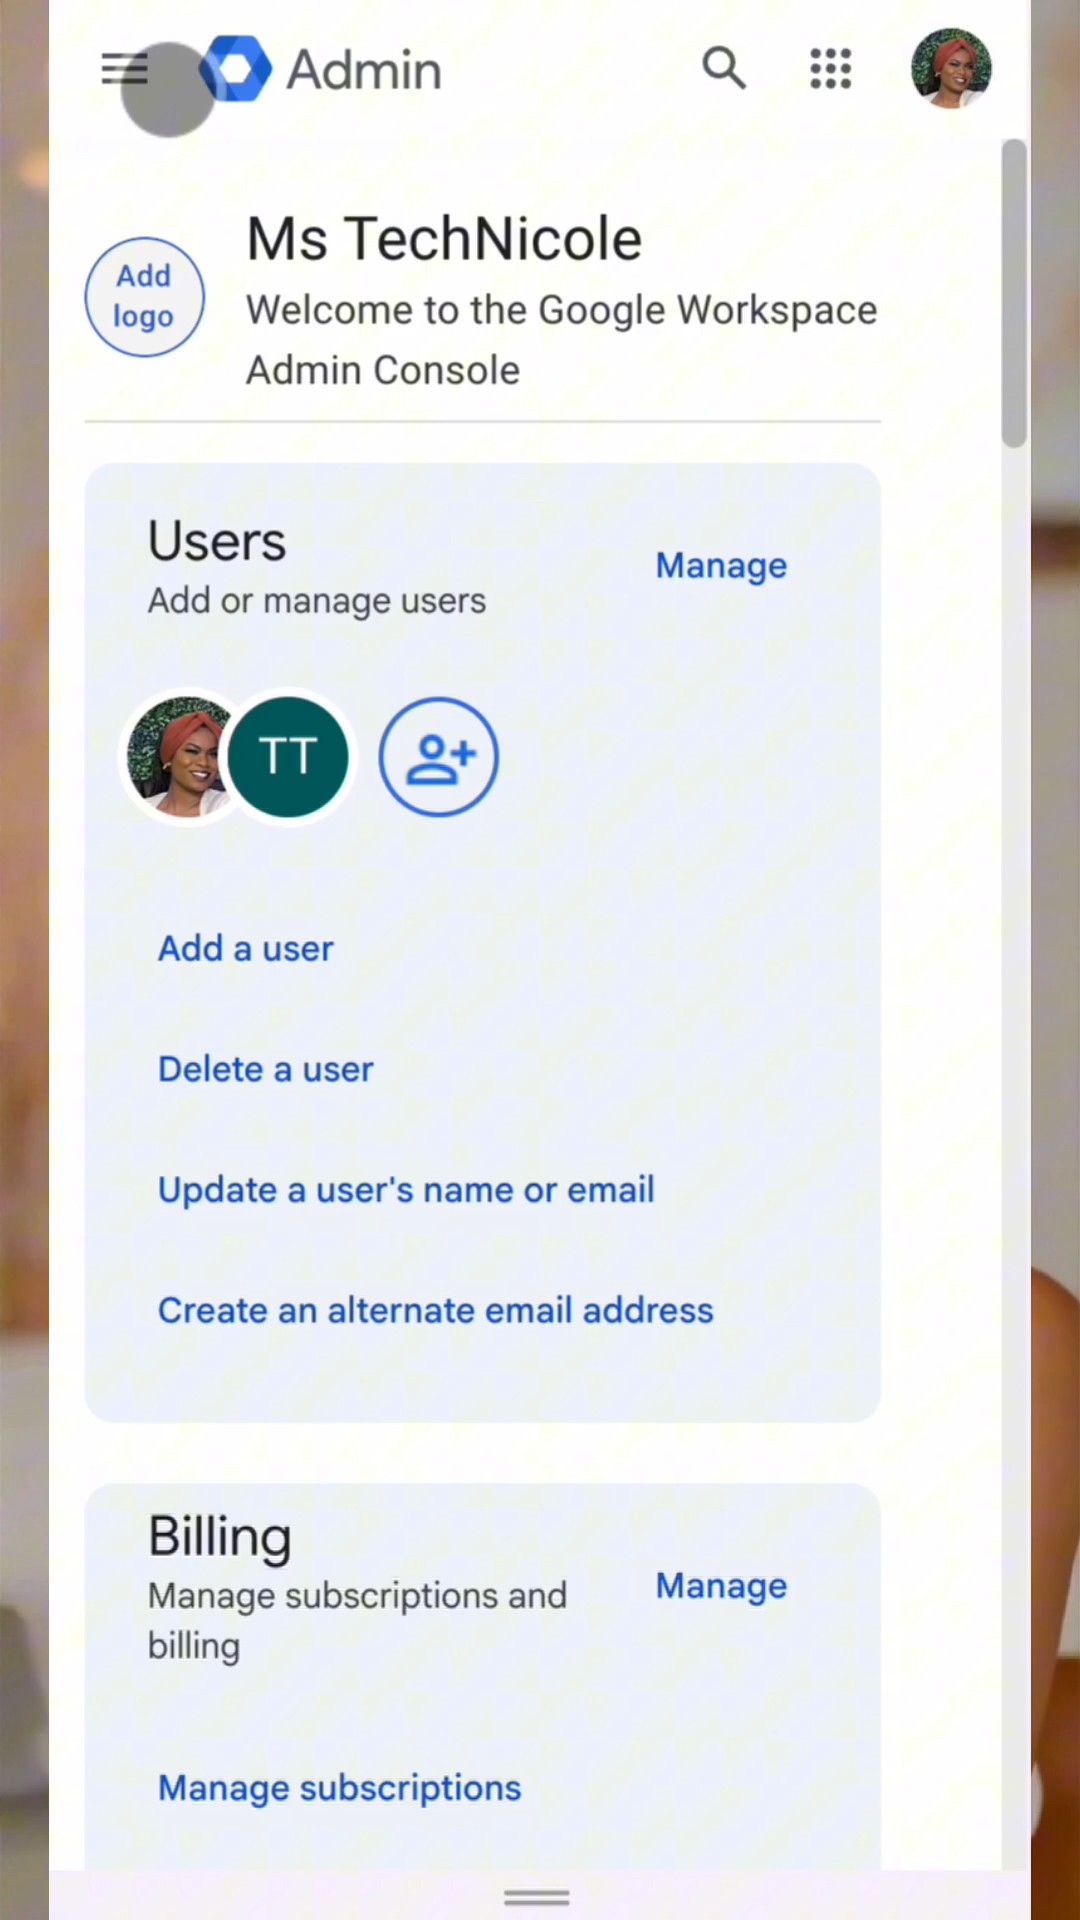 Admin
Add
logo
Ms TechNicole
Welcome to the Google Workspace
Admin Console
Users
Add or manage users
Manage
TT
Add a user
Delete a user
Update a user's name or email
Create an alternate email address
Billing
Manage subscriptions and
billing
Manage
Manage subscriptions